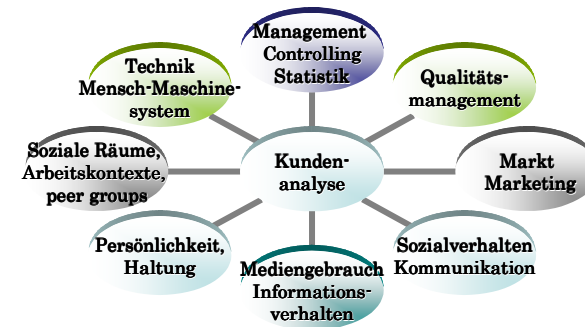 Management
Controlling
Statistik
Technik
Mensch-Maschine-
system
Qualitäts-
management
Soziale Räume,
Arbeitskontexte,
peer groups
Kunden-
analyse
Markt
Marketing
Persönlichkeit,
Haltung
Mediengebrauch
Informations-
verhalten
Sozialverhalten
Kommunikation